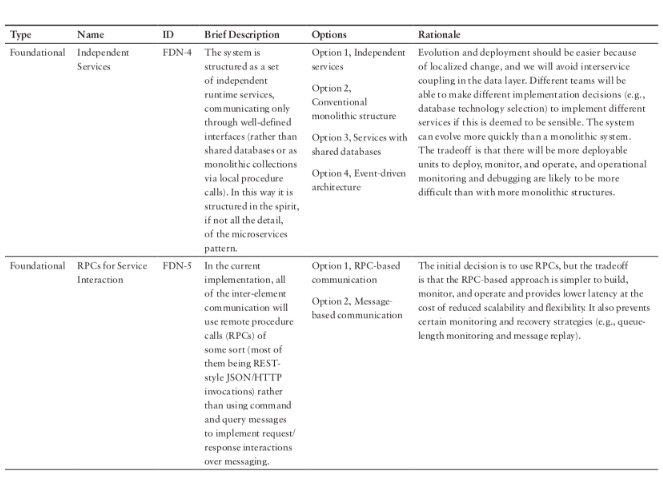 Type Name ID Brief Description Options Rationale
Foundational
Independent
Services
FDN-4
The system is
structured as a set
of independent
runtime services,
communicating only
through well-defined
interfaces (rather than
shared databases or as
monolithic collections
via local procedure
calls). In this way it is
structured in the spirit,
if not all the detail,
of the microservices
pattern.
Option 1, Independent
services
Option 2,
Conventional
monolithic structure
Option 3, Services with
shared databases
Option 4, Event-driven
architecture
Evolution and deployment should be easier because
of localized change, and we will avoid interservice
coupling in the data layer. Different teams will be
able to make different implementation decisions (e.g.,
database technology selection) to implement different
services if this is deemed to be sensible. The system
can evolve more quickly than a monolithic system.
The tradeoff is that there will be more deployable
units to deploy, monitor, and operate, and operational
monitoring and debugging are likely to be more
difficult than with more monolithic structures.
Foundational
RPCs for Service
Interaction
FDN-5
In the current
implementation, all
of the inter-element
communication will
use remote procedure
calls (RPCs) of
some sort (most of
them being REST-
style JSON/HTTP
invocations) rather
than using command
and query messages
to implement request/
response interactions
over messaging.
Option 1, RPC-based
communication
Option 2, Message-
based communication
The initial decision is to use RPCs, but the tradeoff
is that the RPC-based approach is simpler to build,
monitor, and operate and provides lower latency at the
cost of reduced scalability and flexibility. It also prevents
certain monitoring and recovery strategies (e.g., queue-
length monitoring and message replay).